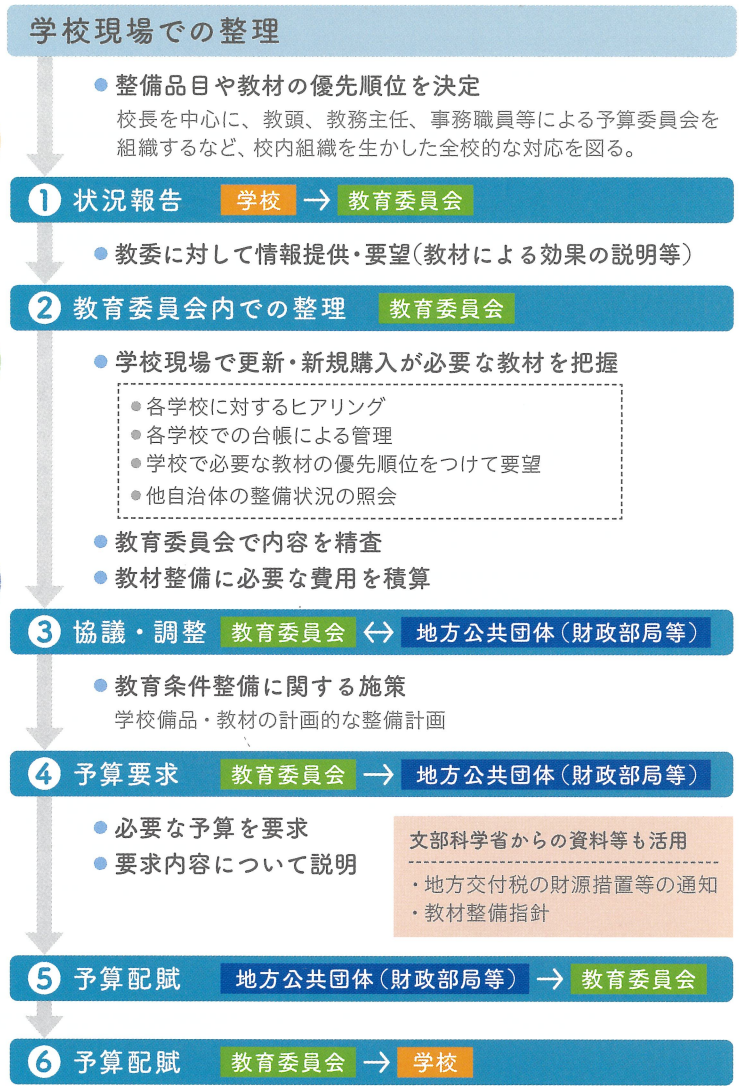 学校現場での整理
● 整備品目や教材の優先順位を決定
校長を中心に、教頭、教務主任、事務職員等による予算委員会を
組織するなど、校内組織を生かした全校的な対応を図る。
1 状況報告 学校 → 教育委員会
● 教委に対して情報提供・要望(教材による効果の説明等)
2 教育委員会内での整理 教育委員会
● 学校現場で更新・新規購入が必要な教材を把握
● 各学校に対するヒアリング
● 各学校での台帳による管理
● 学校で必要な教材の優先順位をつけて要望
● 他自治体の整備状況の照会
● 教育委員会で内容を精査
● 教材整備に必要な費用を積算
3 協議・調整 教育委員会 ↔ 地方公共団体(財政部局等)
● 教育条件整備に関する施策
学校備品・教材の計画的な整備計画
4 予算要求 教育委員会 → 地方公共団体(財政部局等)
● 必要な予算を要求
● 要求内容について説明
文部科学省からの資料等も活用
・地方交付税の財源措置等の通知
・教材整備指針
5 予算配賦 地方公共団体(財政部局等) → 教育委員会
6 予算配賦 教育委員会 → 学校